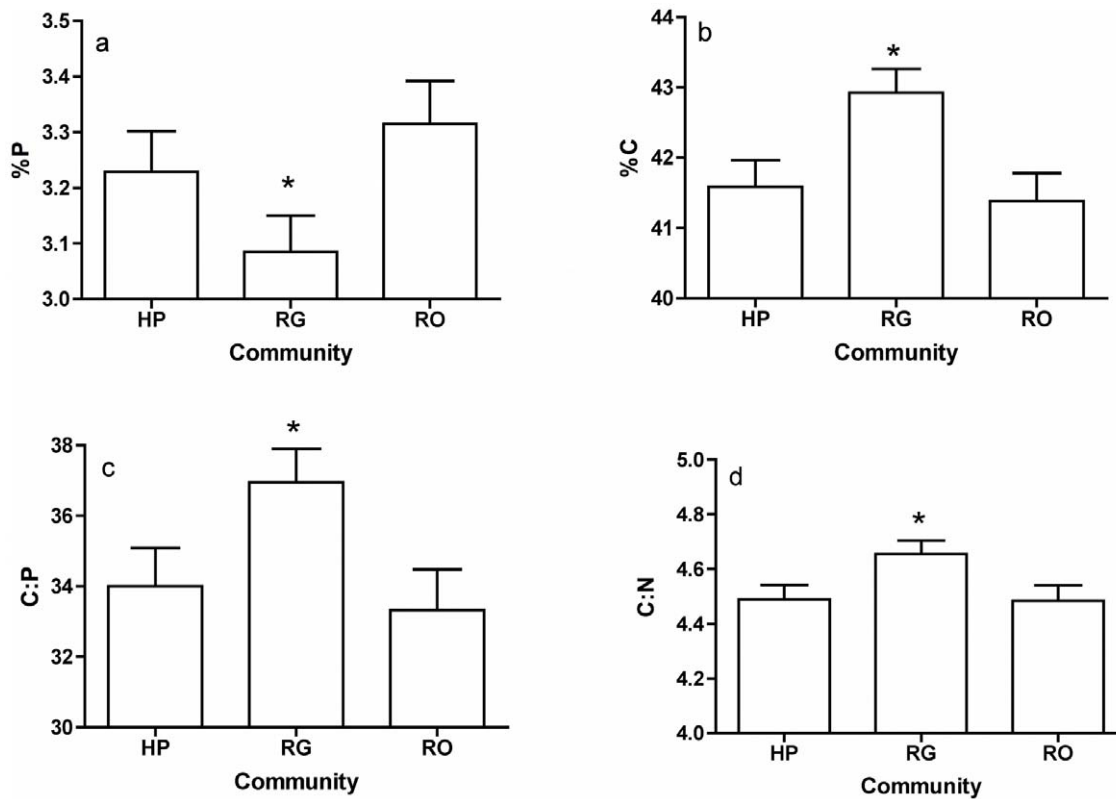 a
3.5
3.4
3.3
3.2
3.1
3.0
%P
*
HP RG RO
Community
b
44
43
42
41
40
%C
*
HP RG RO
Community
c
38
36
34
32
30
C:P
*
HP RG RO
Community
d
5.0
4.8
4.6
4.4
4.2
4.0
C:N
*
HP RG RO
Community